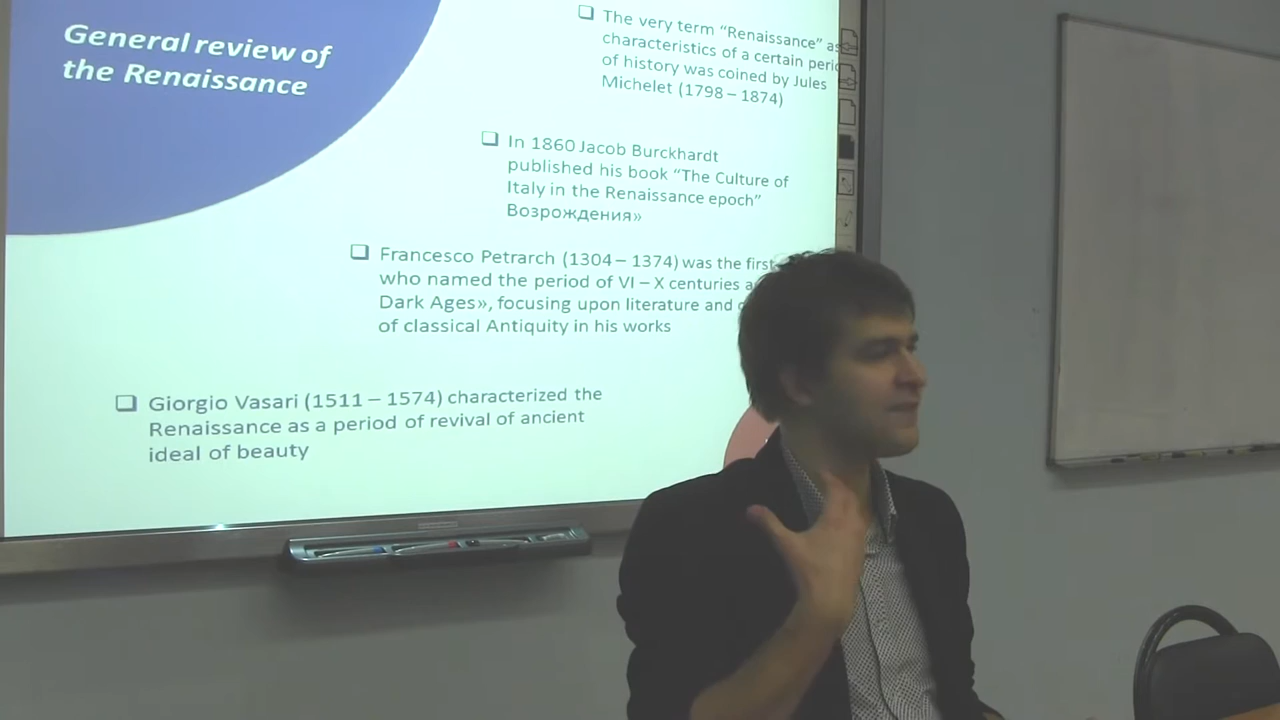 General review of
the Renaissance
The very term “Renaissance” as
characteristics of a certain
of history was coined by Jules
Michelet (1798 – 1874)
In 1860 Jacob Burckhardt
published his book “The Culture of
Italy in the Renaissance epoch”
Возрождения»
Francesco Petrarch (1304 – 1374) was the first
who named the period of VI – X centuries
Dark Ages», focusing upon literature and
of classical Antiquity in his works
Giorgio Vasari (1511 – 1574) characterized the
Renaissance as a period of revival of ancient
ideal of beauty